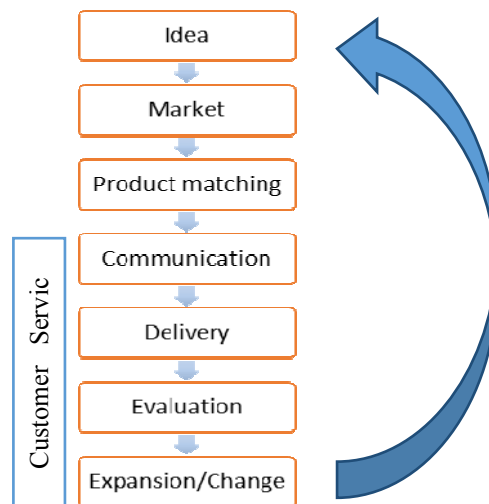 Idea
Market
Product matching
Communication
Delivery
Evaluation
Expansion/Change
Customer Servic